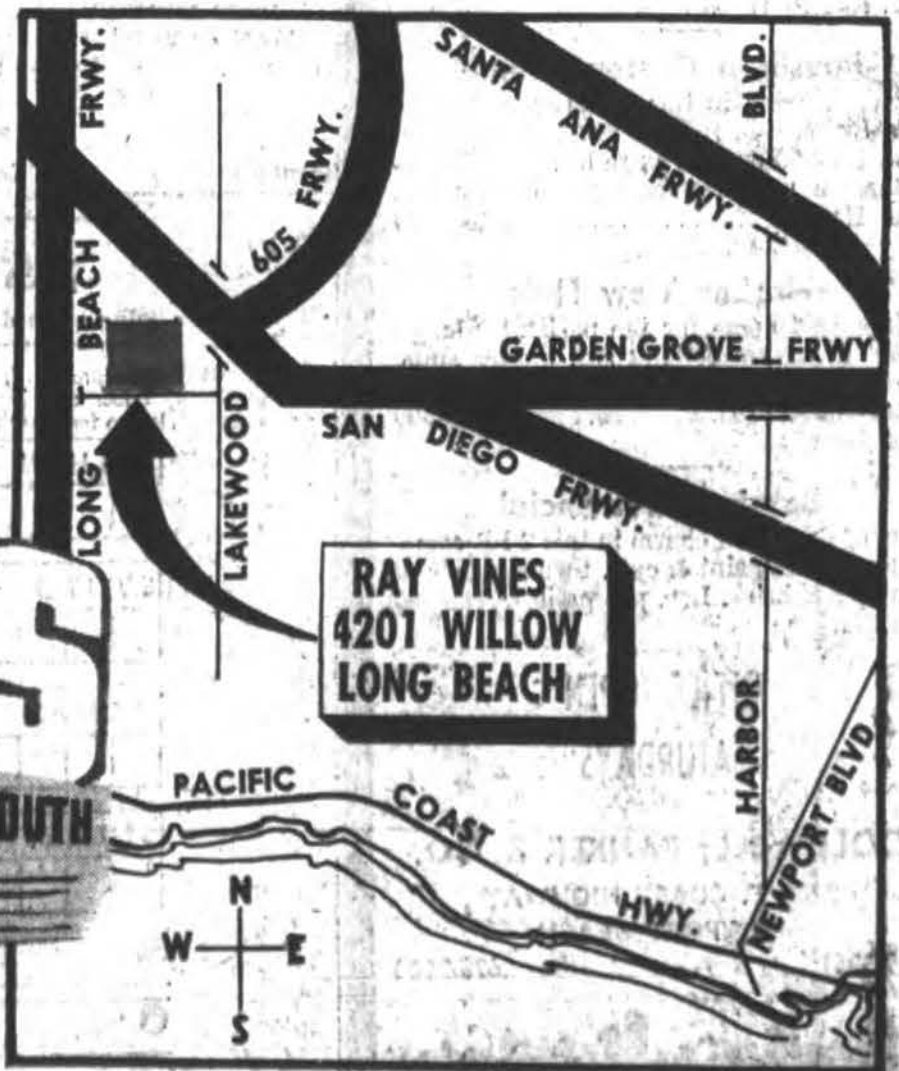 FRWY.
SANTA ANA FRWY.
BLVD.
605 FRWY.
LONG BEACH
GARDEN GROVE FRWY
SAN DIEGO FRWY.
LAKEWOOD
RAY VINES
4201 WILLOW
LONG BEACH
HARBOR
NEWPORT BLVD.
S
OUTH
PACIFIC COAST HWY.
N
W E
S